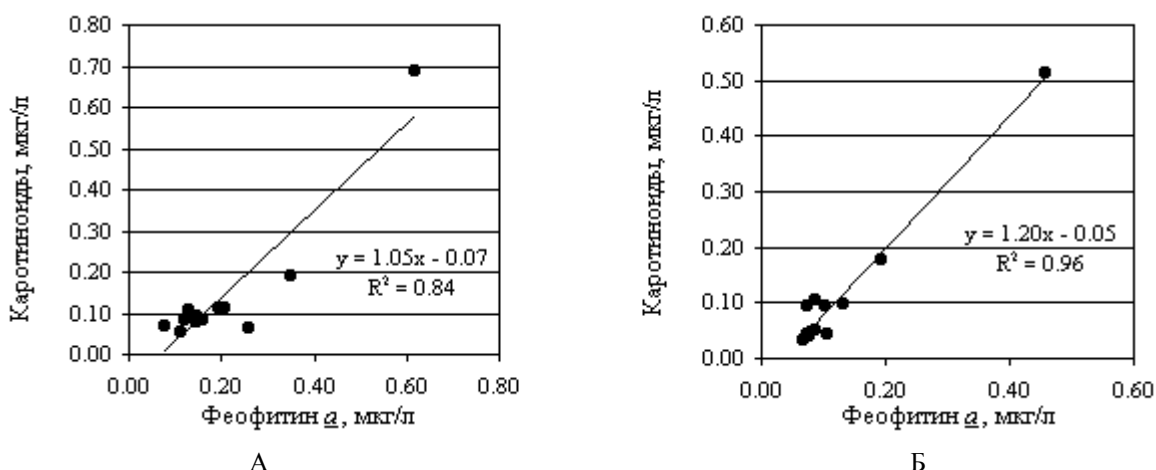 0.80
0.70
0.60
0.50
0.40
0.30
0.20
0.10
0.00
Каротиноиды, мкг/л
y = 1.05x - 0.07
R² = 0.84
0.00 0.20 0.40 0.60 0.80
Феофитин a, мкг/л
А
0.60
0.50
0.40
0.30
0.20
0.10
0.00
Каротиноиды, мкг/л
y = 1.20x - 0.05
R² = 0.96
0.00 0.20 0.40 0.60
Феофитин a, мкг/л
Б